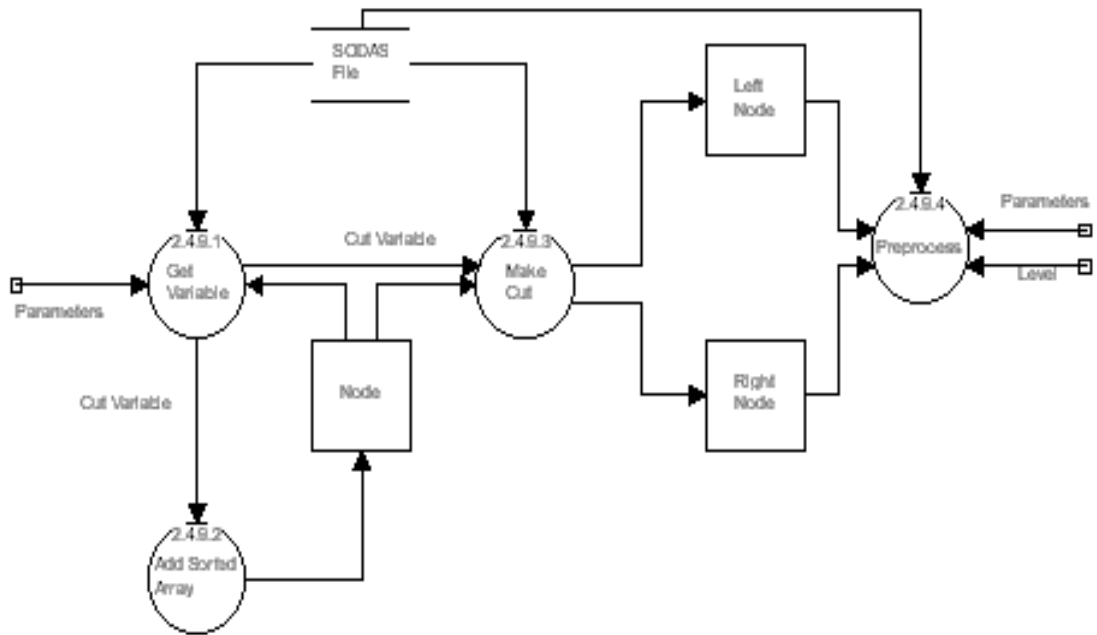 SODAS
File
Left
Node
2.4.9.4
Parameters
Preprocess
2.4.9.1
Cut Variable
2.4.9.3
Get
Variable
Make
Cut
Level
Parameters
Cut Variable
Node
Right
Node
2.4.9.2
Add Sorted
Array